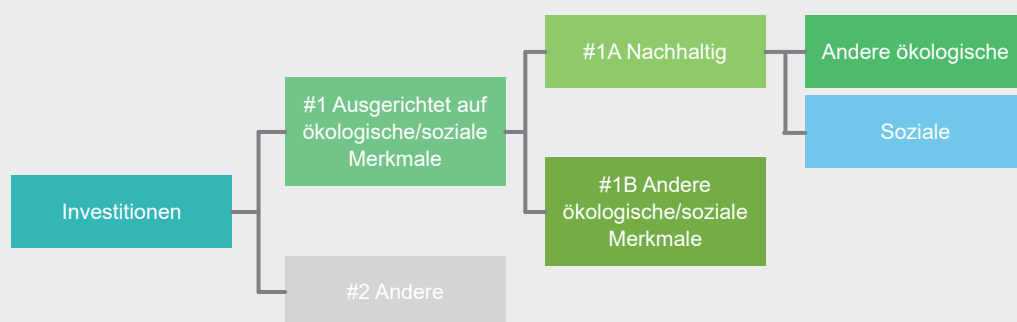 Investitionen
#1 Ausgerichtet auf
ökologische/soziale
Merkmale
#2 Andere
#1A Nachhaltig
#1B Andere
ökologische/soziale
Merkmale
Andere ökologische
Soziale